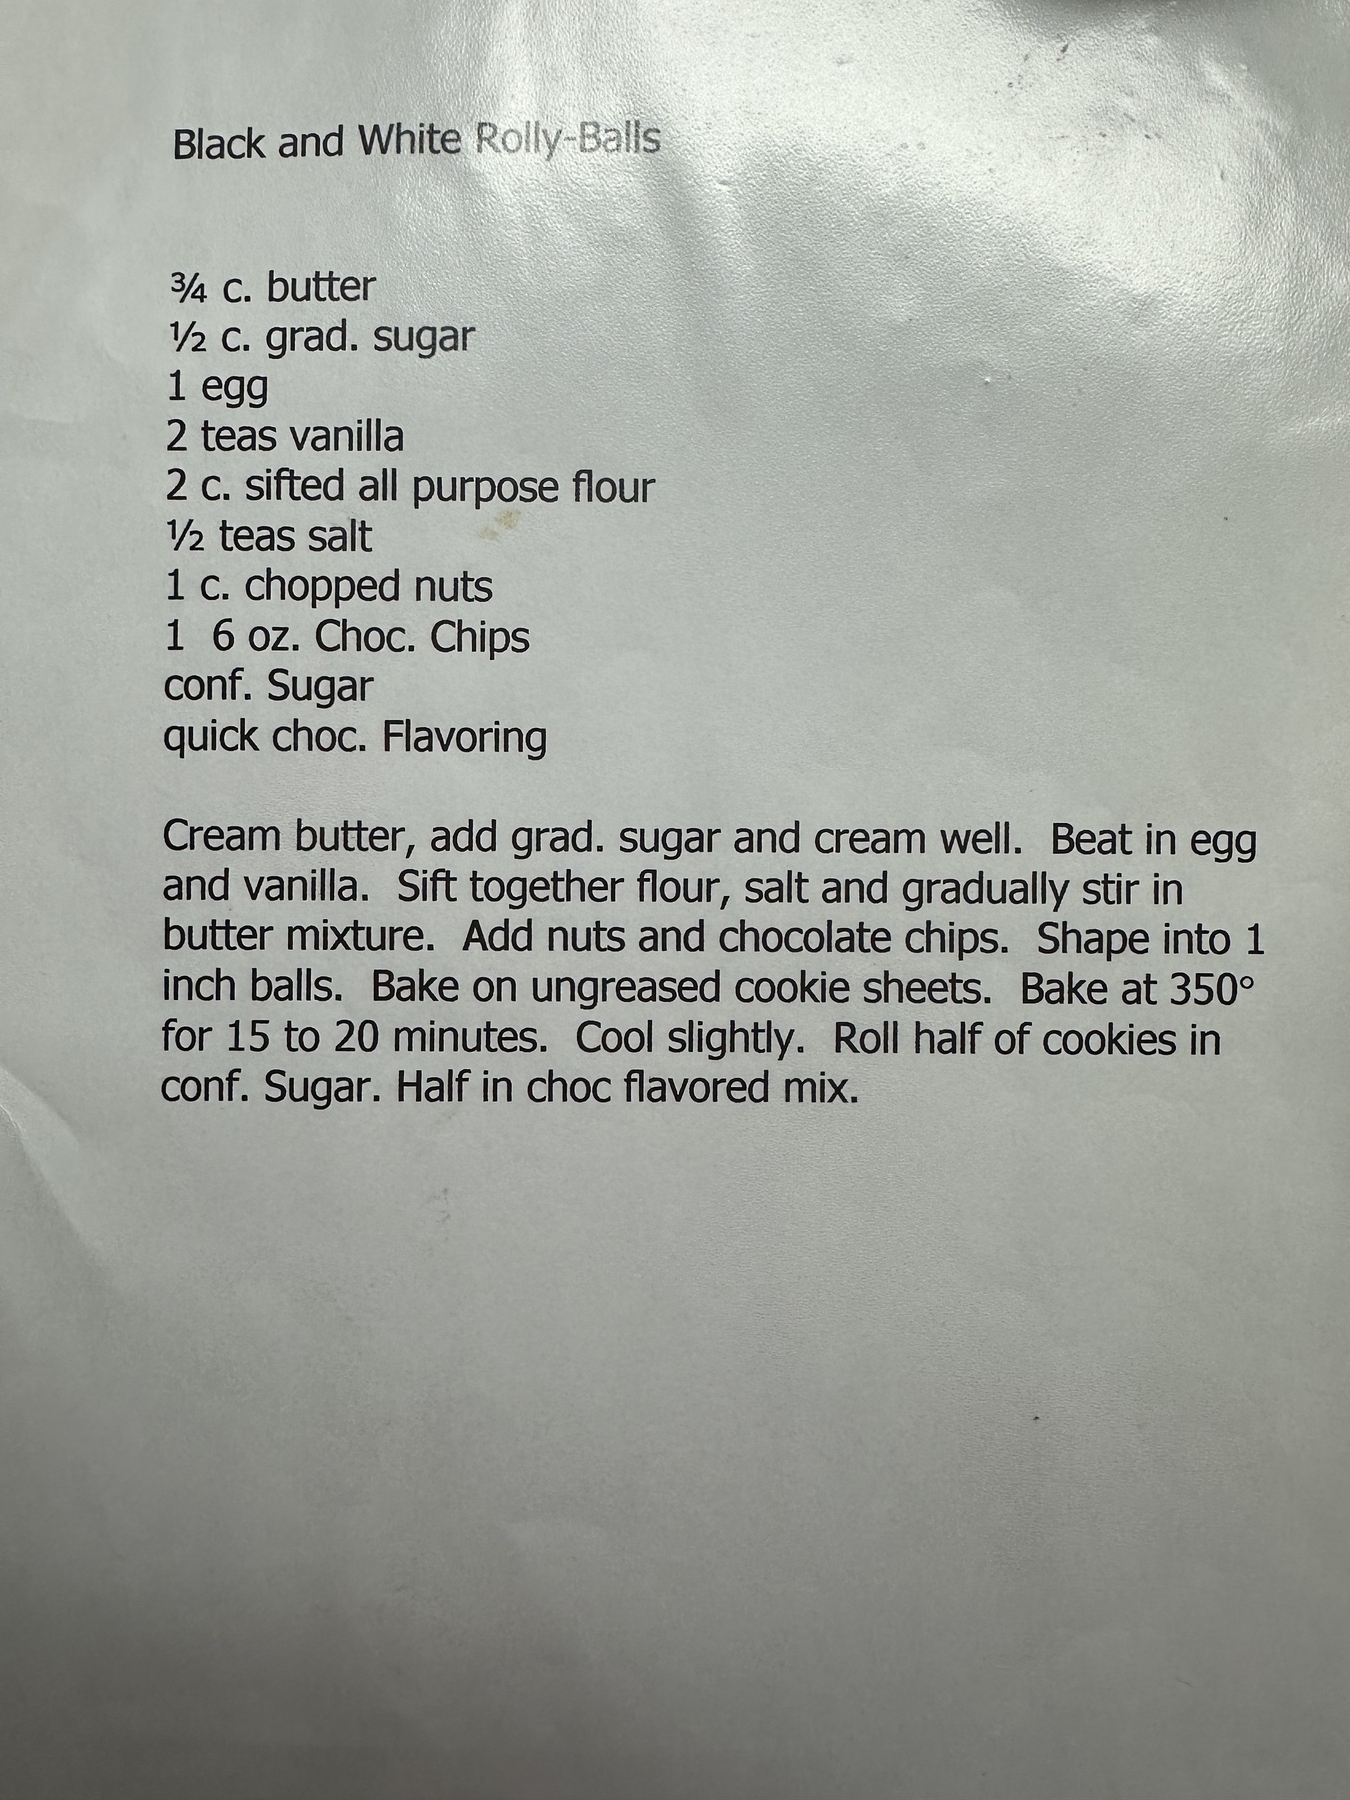 Black and White Rolly-Balls
¾ c. butter
½ c. grad. sugar
1 egg
2 teas vanilla
2 c. sifted all purpose flour
½ teas salt
1 c. chopped nuts
1  6 oz. Choc. Chips
conf. Sugar
quick choc. Flavoring
Cream butter, add grad. sugar and cream well.  Beat in egg
and vanilla.  Sift together flour, salt and gradually stir in
butter mixture.  Add nuts and chocolate chips.  Shape into 1
inch balls.  Bake on ungreased cookie sheets.  Bake at 350°
for 15 to 20 minutes.  Cool slightly.  Roll half of cookies in
conf. Sugar. Half in choc flavored mix.